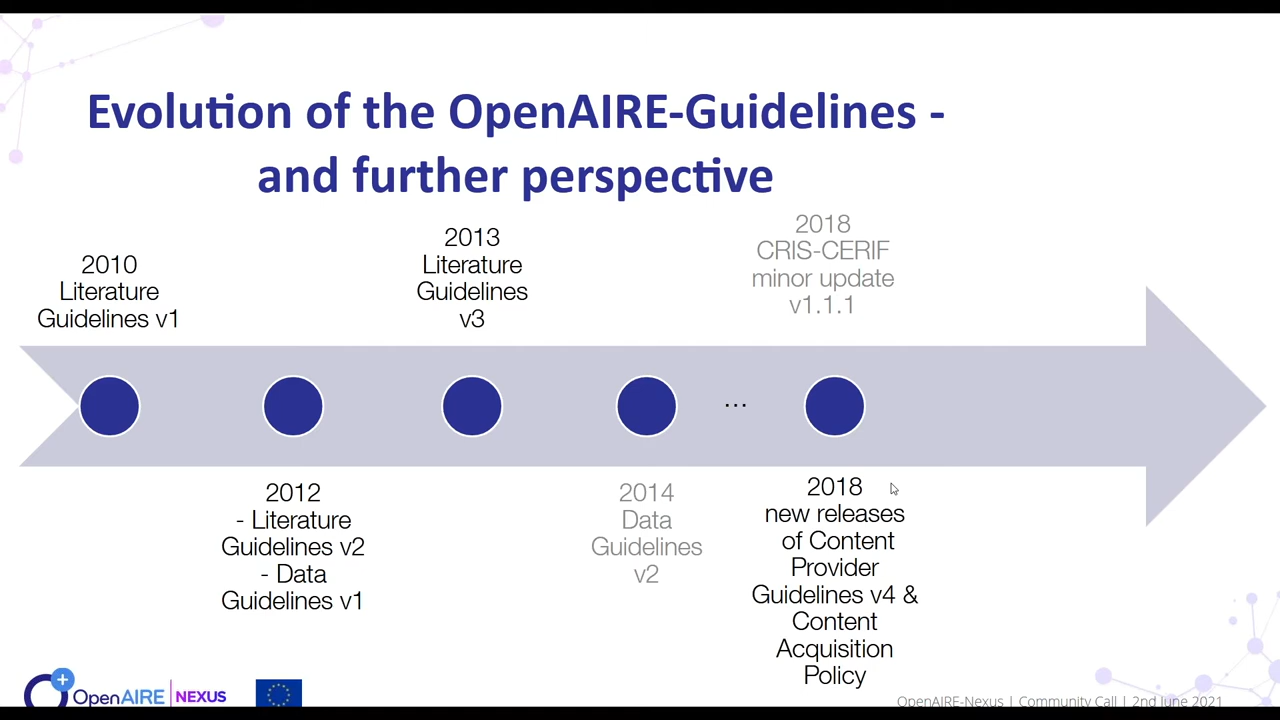 Evolution of the OpenAIRE-Guidelines -
and further perspective
2010
Literature
Guidelines v1
2012
- Literature
Guidelines v2
- Data
Guidelines v1
2013
Literature
Guidelines
v3
2014
Data
Guidelines
v2
...
2018
CRIS-CERIF
minor update
v1.1.1
2018
new releases
of Content
Provider
Guidelines v4 &
Content
Acquisition
Policy
OpenAIRE | NEXUS
OpenAIRE-Nexus | Community Call | 2nd June 2021